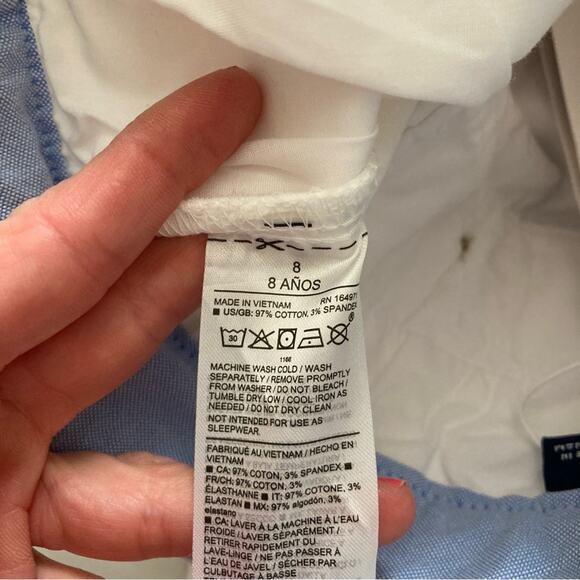 8
8 AÑOS
MADE IN VIETNAM RN 164971
■ US/GB: 97% COTTON, 3% SPANDEX
30
®
1166
MACHINE WASH COLD / WASH
SEPARATELY / REMOVE PROMPTLY
FROM WASHER / DO NOT BLEACH /
TUMBLE DRY LOW / COOL IRON AS
NEEDED / DO NOT DRY CLEAN
NOT INTENDED FOR USE AS
SLEEPWEAR.
FABRIQUÉ AU VIETNAM / HECHO EN
VIETNAM
■ CA: 97% COTON, 3% SPANDEX ■
FR/CH: 97% COTON, 3%
ÉLASTHANNE ■ IT: 97% COTONE, 3%
ELASTAN ■ MX: 97% algodón, 3%
elastano
■ CA: LAVER À LA MACHINE À L'EAU
FROIDE / LAVER SÉPARÉMENT /
RETIRER RAPIDEMENT DU
LAVE-LINGE / NE PAS PASSER À
L'EAU DE JAVEL / SÉCHER PAR
CULBUTAGE À BASSE